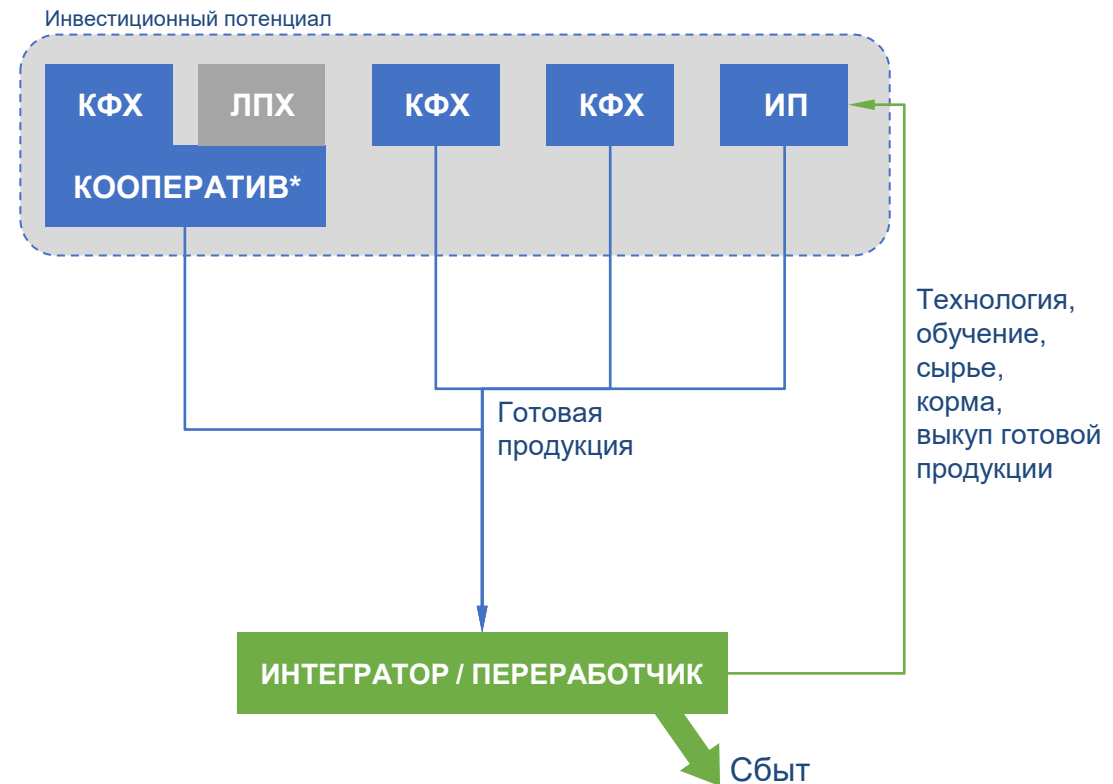 Инвестиционный потенциал
КФХ
ЛПХ
КФХ
КФХ
ИП
КООПЕРАТИВ*
Технология,
обучение,
сырье,
корма,
выкуп готовой
продукции
Готовая
продукция
ИНТЕГРАТОР / ПЕРЕРАБОТЧИК
Сбыт